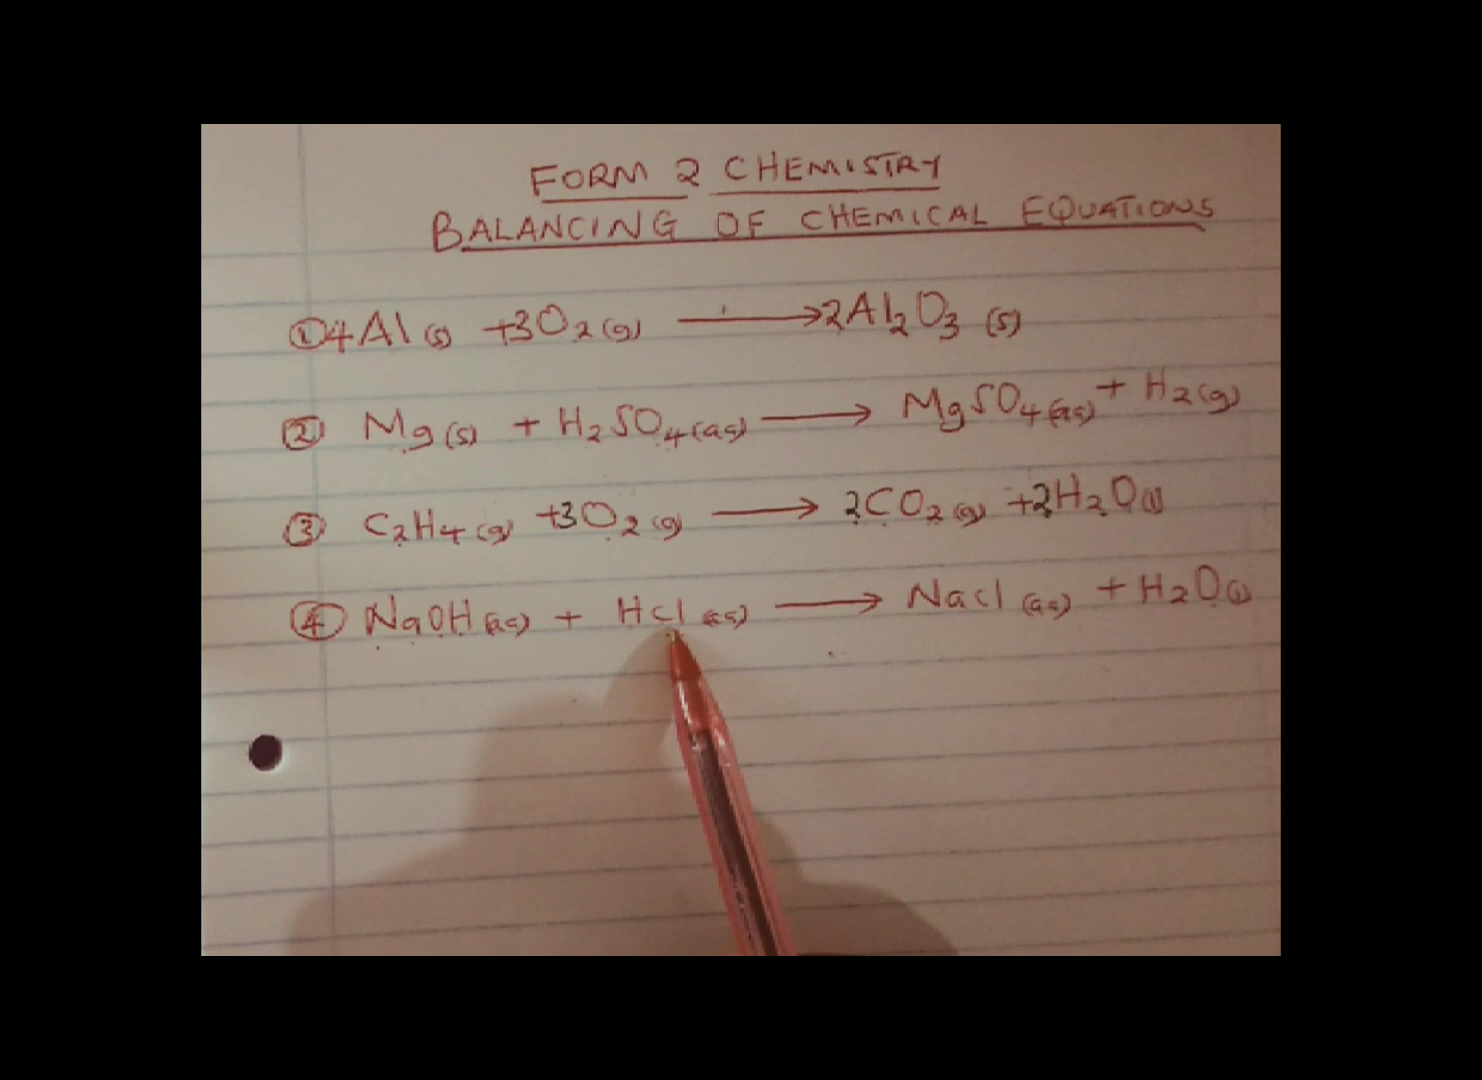 FORM 2 CHEMISTRY
BALANCING OF CHEMICAL EQUATIONS
① 4Al(s) + 3O₂(g) ⟶ 2Al₂O₃(s)
② Mg(s) + H₂SO₄(aq) ⟶ MgSO₄(aq) + H₂(g)
③ C₂H₄(g) + 3O₂(g) ⟶ 2CO₂(g) + 2H₂O(l)
④ NaOH(aq) + HCl(aq) ⟶ NaCl(aq) + H₂O(l)